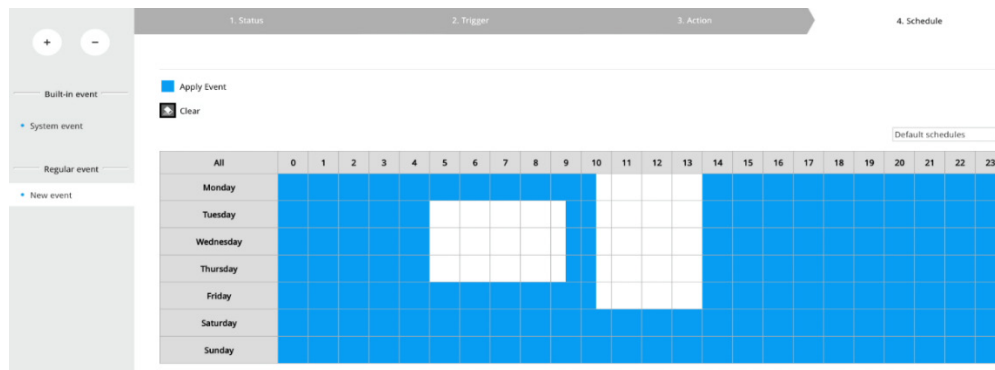 1. Status
2. Trigger
3. Action
4. Schedule
+
−
Built-in event
System event
Regular event
New event
Apply Event
Clear
Default schedules
All 0 1 2 3 4 5 6 7 8 9 10 11 12 13 14 15 16 17 18 19 20 21 22 23
Monday
Tuesday
Wednesday
Thursday
Friday
Saturday
Sunday